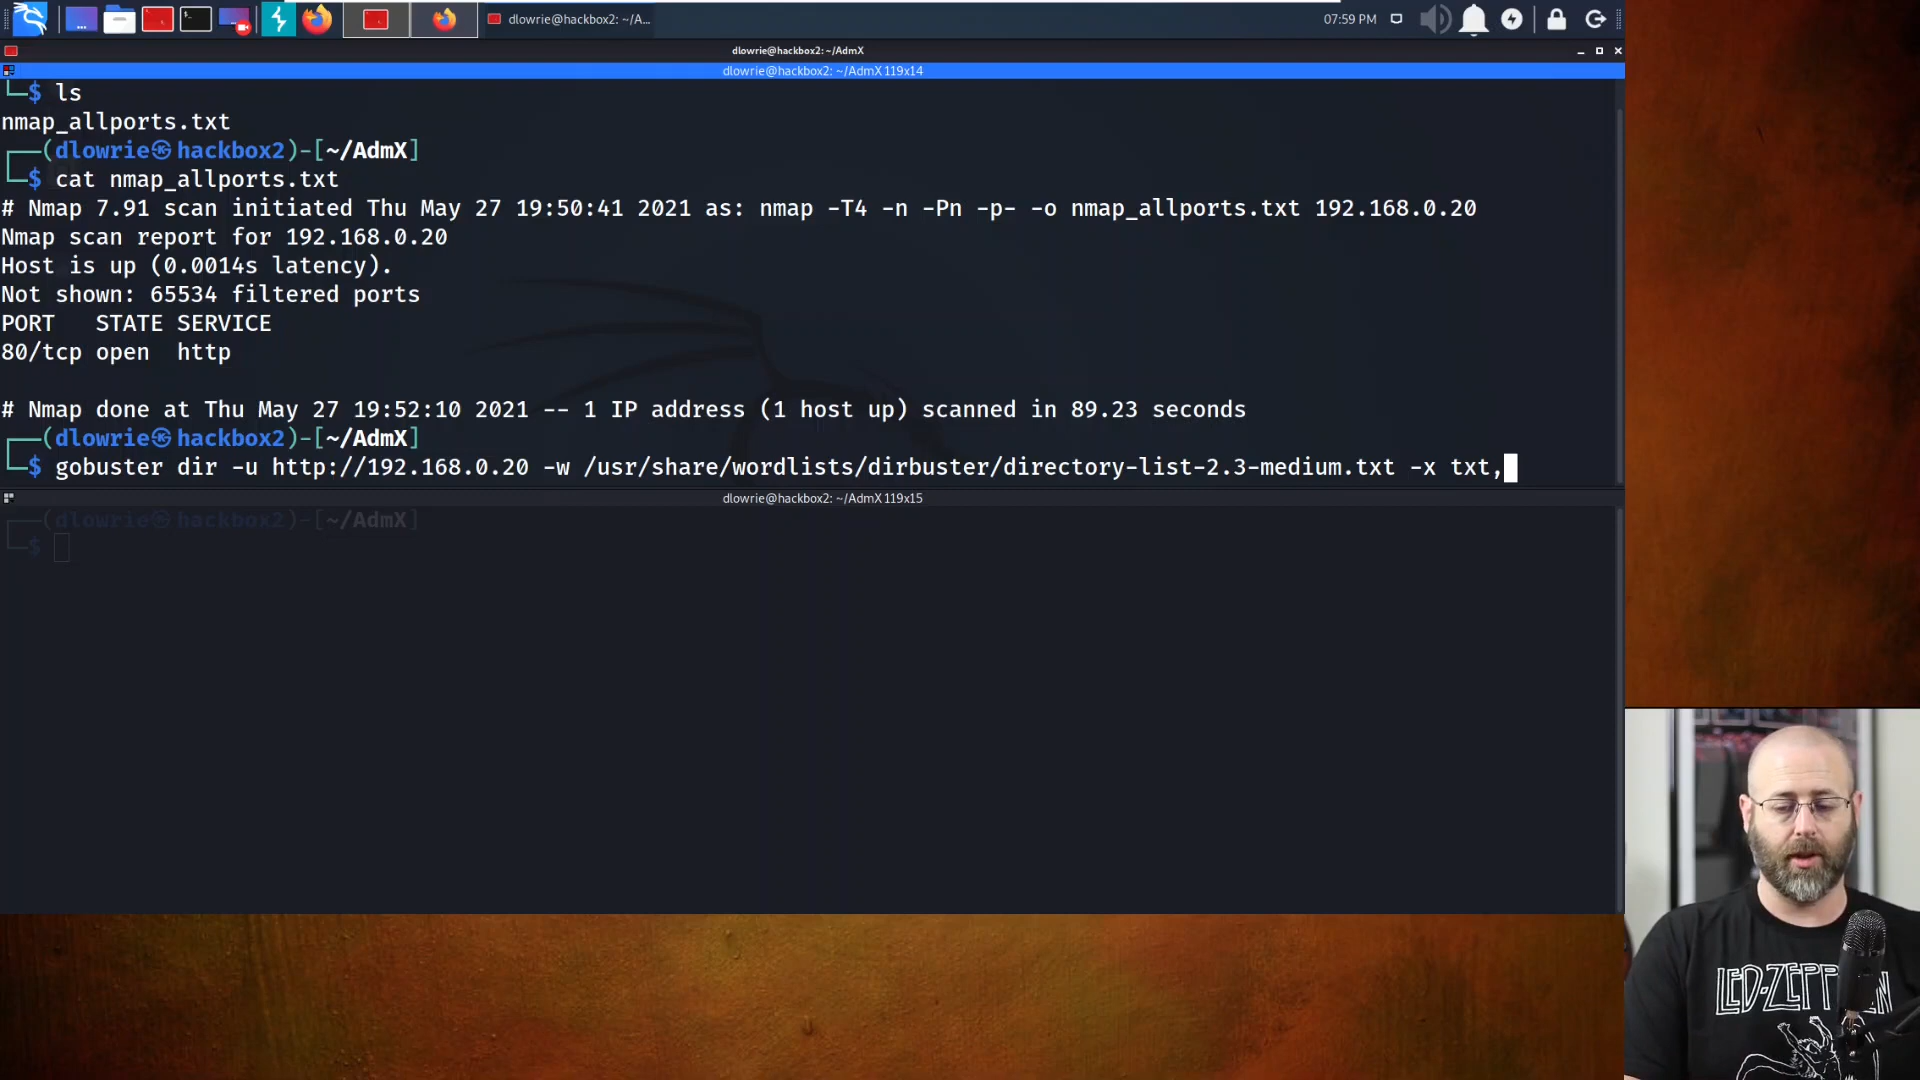 dlowrie@hackbox2: ~/A...
07:59 PM
dlowrie@hackbox2: ~/AdmX
dlowrie@hackbox2: ~/AdmX 119x14
└─$ ls
nmap_allports.txt
┌──(dlowrie㉿hackbox2)-[~/AdmX]
└─$ cat nmap_allports.txt
# Nmap 7.91 scan initiated Thu May 27 19:50:41 2021 as: nmap -T4 -n -Pn -p- -o nmap_allports.txt 192.168.0.20
Nmap scan report for 192.168.0.20
Host is up (0.0014s latency).
Not shown: 65534 filtered ports
PORT   STATE SERVICE
80/tcp open  http
# Nmap done at Thu May 27 19:52:10 2021 -- 1 IP address (1 host up) scanned in 89.23 seconds
┌──(dlowrie㉿hackbox2)-[~/AdmX]
└─$ gobuster dir -u http://192.168.0.20 -w /usr/share/wordlists/dirbuster/directory-list-2.3-medium.txt -x txt,
dlowrie@hackbox2: ~/AdmX 119x15
┌──(dlowrie㉿hackbox2)-[~/AdmX]
└─$
LED-ZEPPELIN